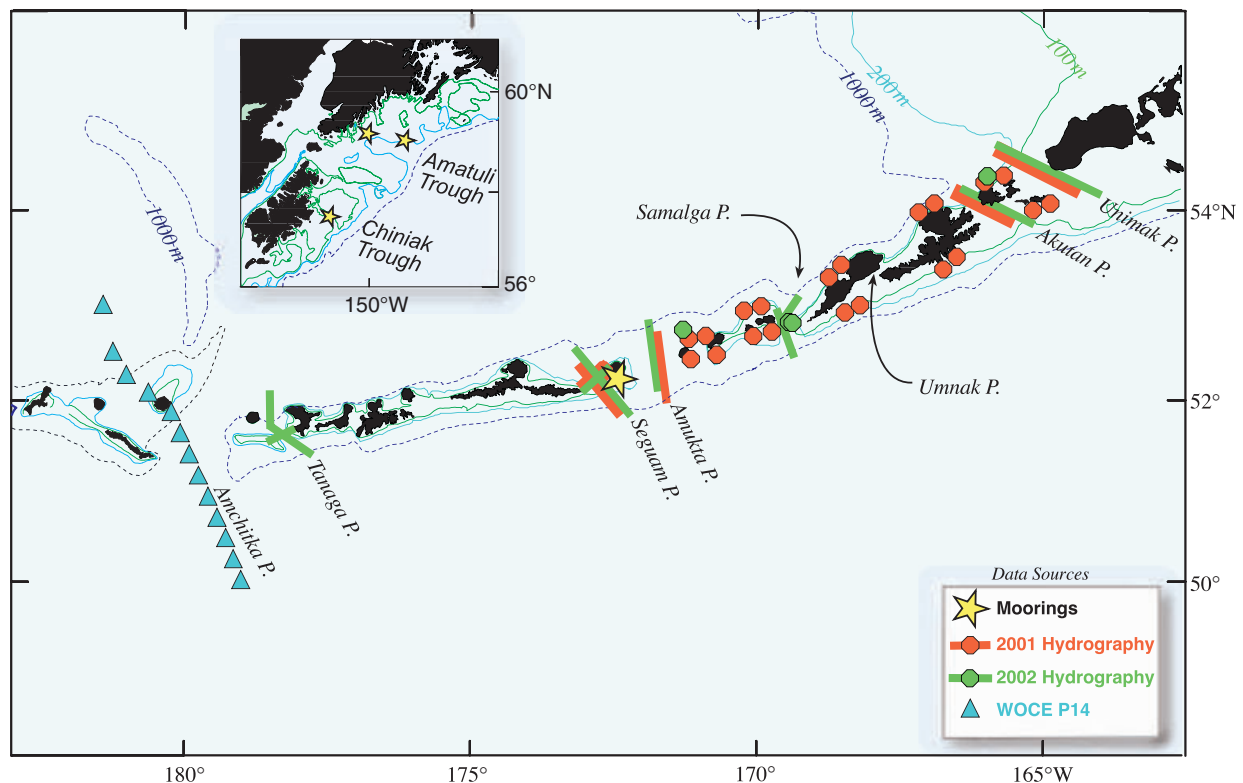 100m
200m
1000m
60°N
Amatuli
Trough
Chiniak
Trough
56°
150°W
1000m
Samalga P.
Unimak P.
54°N
Akutan P.
Umnak P.
52°
Amukta P.
Seguam P.
Tanaga P.
Amchitka P.
50°
Data Sources
Moorings
2001 Hydrography
2002 Hydrography
WOCE P14
180°
175°
170°
165°W